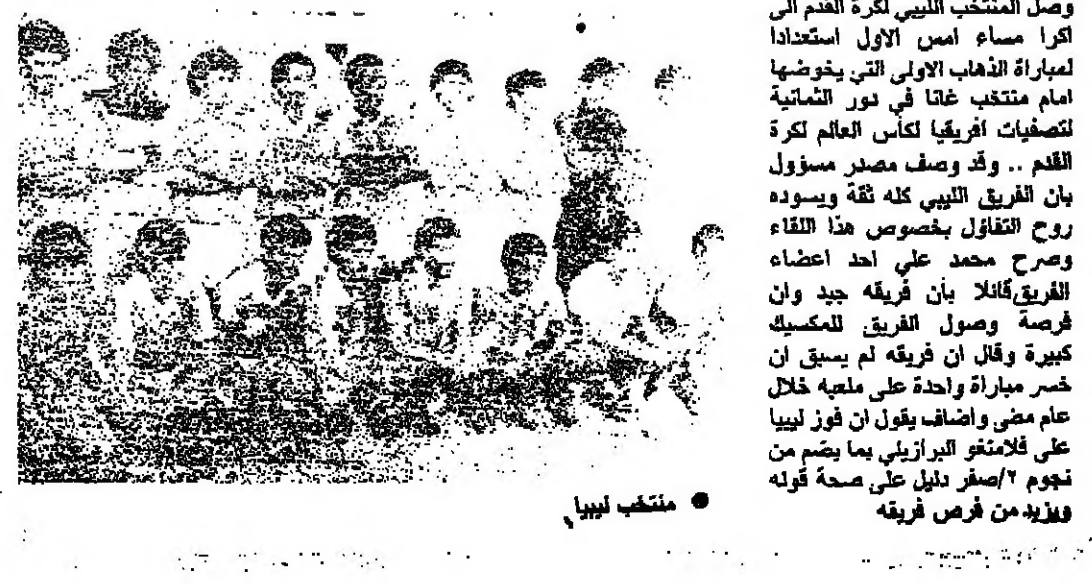 وصل المنتخب الليبي لكرة القدم الى
اكرا مساء امس الاول استعدادا
لمباراة الذهاب الاولى التي يخوضها
امام منتخب غانا في دور الثمانية
لتصفيات افريقيا لكأس العالم لكرة
القدم .. وقد وصف مصدر مسؤول
بان الفريق الليبي كله ثقة ويسوده
روح التفاؤل بخصوص هذا اللقاء
وصرح محمد علي احد اعضاء
الفريق قائلا بأن فريقه جيد وان
فرصة وصول الفريق للمكسيك
كبيرة وقال ان فريقه لم يسبق ان
خسر مباراة واحدة على ملعبه خلال
عام مضى واضاف يقول ان فوز ليبيا
على فلامنغو البرازيلي بما يضم من
نجوم ٢/صفر دليل على صحة قوله
ويزيد من فرص فريقه
● منتخب ليبيا